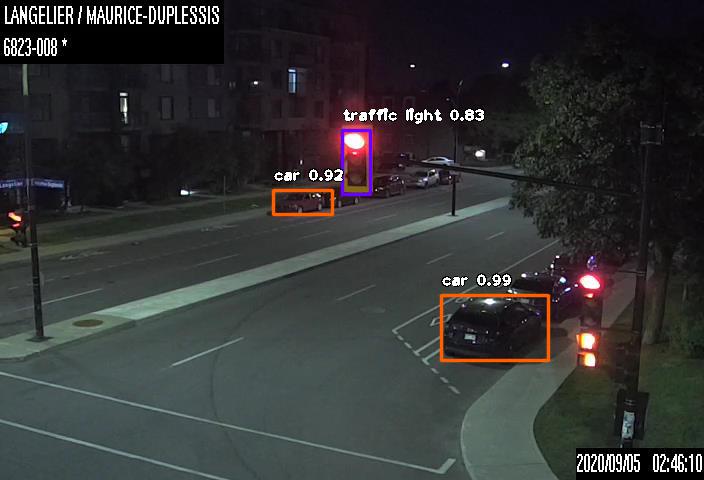 LANGELIER / MAURICE-DUPLESSIS
6823-008 *
traffic light 0.83
car 0.92
Langelier
car 0.99
2020/09/05 02:46:10